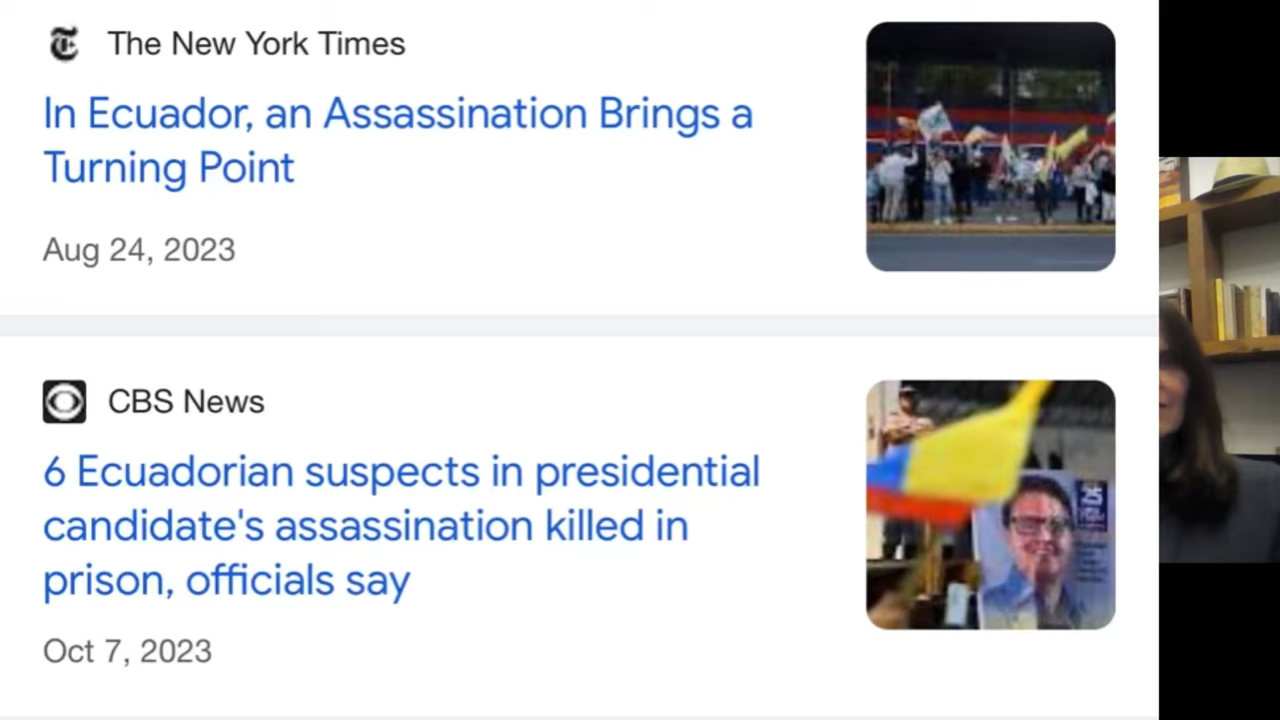 The New York Times
In Ecuador, an Assassination Brings a
Turning Point
Aug 24, 2023
CBS News
6 Ecuadorian suspects in presidential
candidate's assassination killed in
prison, officials say
Oct 7, 2023